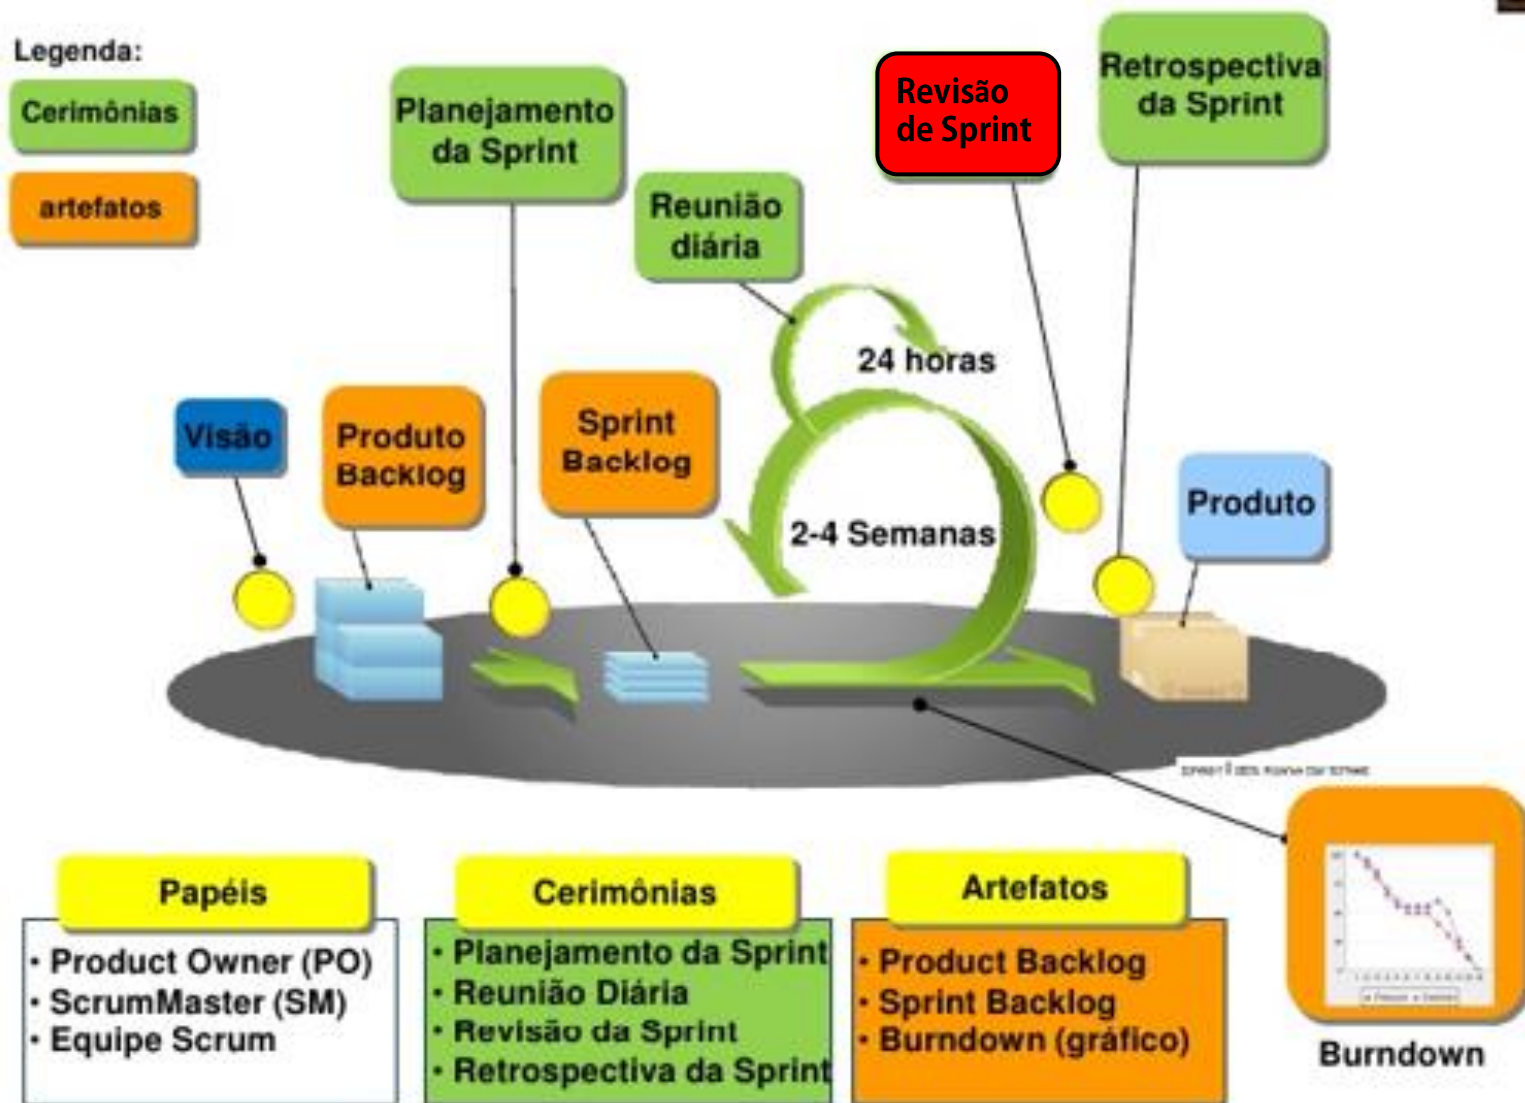 Legenda:
Cerimônias
artefatos
Planejamento
da Sprint
Reunião
diária
Revisão
de Sprint
Retrospectiva
da Sprint
24 horas
Visão
Produto
Backlog
Sprint
Backlog
2-4 Semanas
Produto
Papéis
• Product Owner (PO)
• ScrumMaster (SM)
• Equipe Scrum
Cerimônias
• Planejamento da Sprint
• Reunião Diária
• Revisão da Sprint
• Retrospectiva da Sprint
Artefatos
• Product Backlog
• Sprint Backlog
• Burndown (gráfico)
Burndown